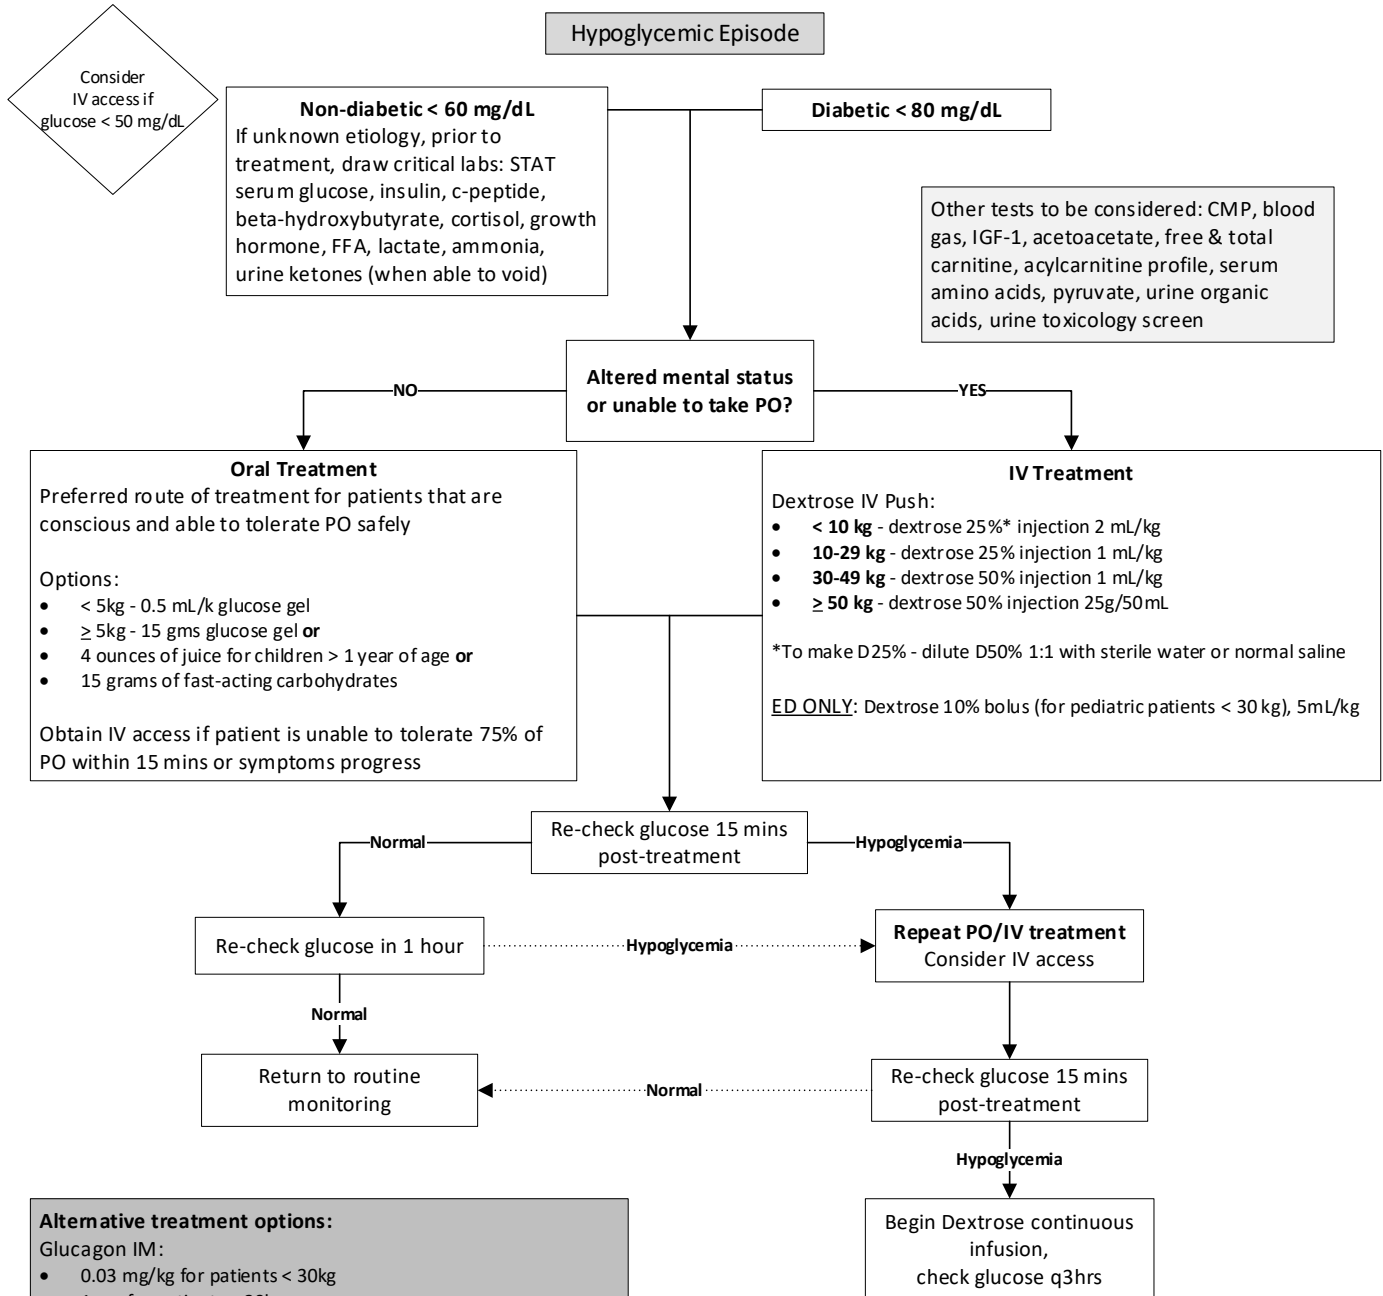 Hypoglycemic Episode
Consider
IV access if
glucose < 50 mg/dL
Non-diabetic < 60 mg/dL
If unknown etiology, prior to
treatment, draw critical labs: STAT
serum glucose, insulin, c-peptide,
beta-hydroxybutyrate, cortisol, growth
hormone, FFA, lactate, ammonia,
urine ketones (when able to void)
Diabetic < 80 mg/dL
Other tests to be considered: CMP, blood
gas, IGF-1, acetoacetate, free & total
carnitine, acylcarnitine profile, serum
amino acids, pyruvate, urine organic
acids, urine toxicology screen
Altered mental status
or unable to take PO?
NO
YES
Oral Treatment
Preferred route of treatment for patients that are
conscious and able to tolerate PO safely
Options:
• < 5kg - 0.5 mL/k glucose gel
• ≥ 5kg - 15 gms glucose gel or
• 4 ounces of juice for children > 1 year of age or
• 15 grams of fast-acting carbohydrates
Obtain IV access if patient is unable to tolerate 75% of
PO within 15 mins or symptoms progress
IV Treatment
Dextrose IV Push:
• < 10 kg - dextrose 25%* injection 2 mL/kg
• 10-29 kg - dextrose 25% injection 1 mL/kg
• 30-49 kg - dextrose 50% injection 1 mL/kg
• ≥ 50 kg - dextrose 50% injection 25g/50mL
*To make D25% - dilute D50% 1:1 with sterile water or normal saline
ED ONLY: Dextrose 10% bolus (for pediatric patients < 30 kg), 5mL/kg
Re-check glucose 15 mins
post-treatment
Normal
Hypoglycemia
Re-check glucose in 1 hour
Hypoglycemia
Repeat PO/IV treatment
Consider IV access
Normal
Return to routine
monitoring
Normal
Re-check glucose 15 mins
post-treatment
Hypoglycemia
Begin Dextrose continuous
infusion,
check glucose q3hrs
Alternative treatment options:
Glucagon IM:
• 0.03 mg/kg for patients < 30kg